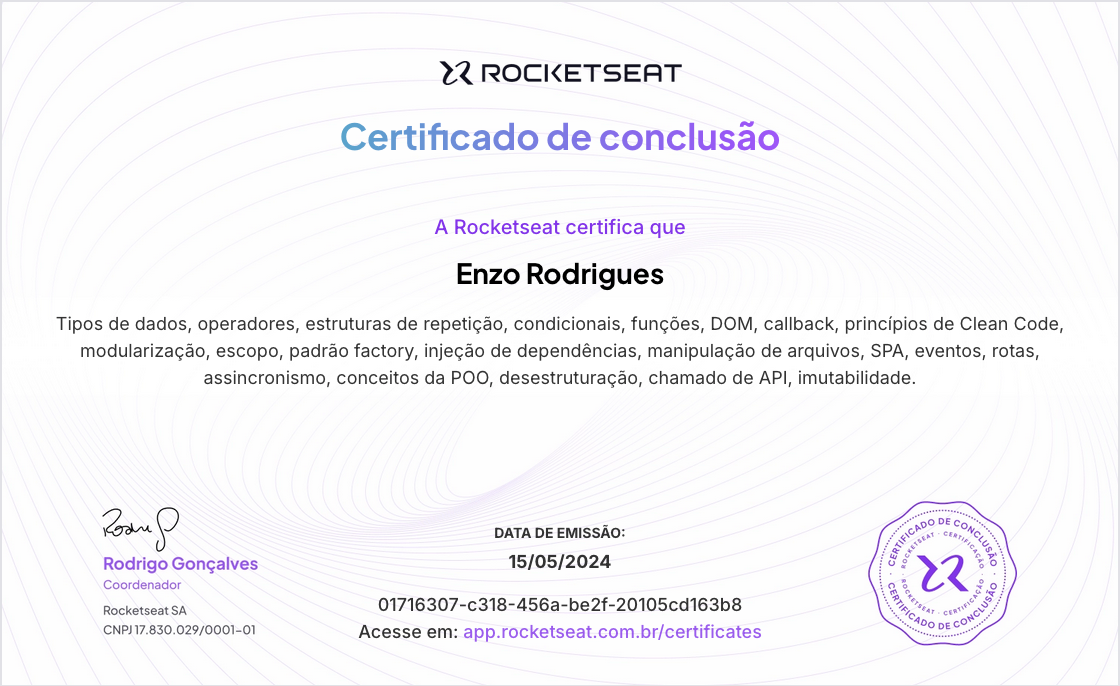 ROCKETSEAT
Certificado de conclusão
A Rocketseat certifica que
Enzo Rodrigues
Tipos de dados, operadores, estruturas de repetição, condicionais, funções, DOM, callback, princípios de Clean Code,
modularização, escopo, padrão factory, injeção de dependências, manipulação de arquivos, SPA, eventos, rotas,
assincronismo, conceitos da POO, desestruturação, chamado de API, imutabilidade.
Rodrigo Gonçalves
Coordenador
Rocketseat SA
CNPJ 17.830.029/0001-01
DATA DE EMISSÃO:
15/05/2024
01716307-c318-456a-be2f-20105cd163b8
Acesse em: app.rocketseat.com.br/certificates
CERTIFICADO DE CONCLUSÃO
ROCKETSEAT · CERTIFICAÇÃO
ROCKETSEAT · CERTIFICAÇÃO
CERTIFICADO DE CONCLUSÃO